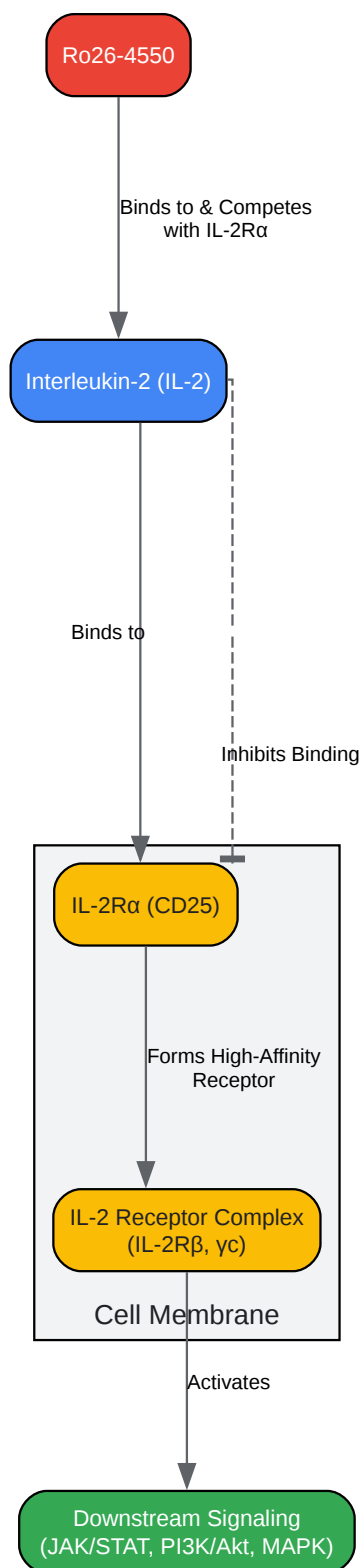 Ro26-4550
Binds to & Competes
with IL-2Rα
Interleukin-2 (IL-2)
Binds to
Inhibits Binding
IL-2Rα (CD25)
Forms High-Affinity
Receptor
IL-2 Receptor Complex
(IL-2Rβ, γc)
Cell Membrane
Activates
Downstream Signaling
(JAK/STAT, PI3K/Akt, MAPK)